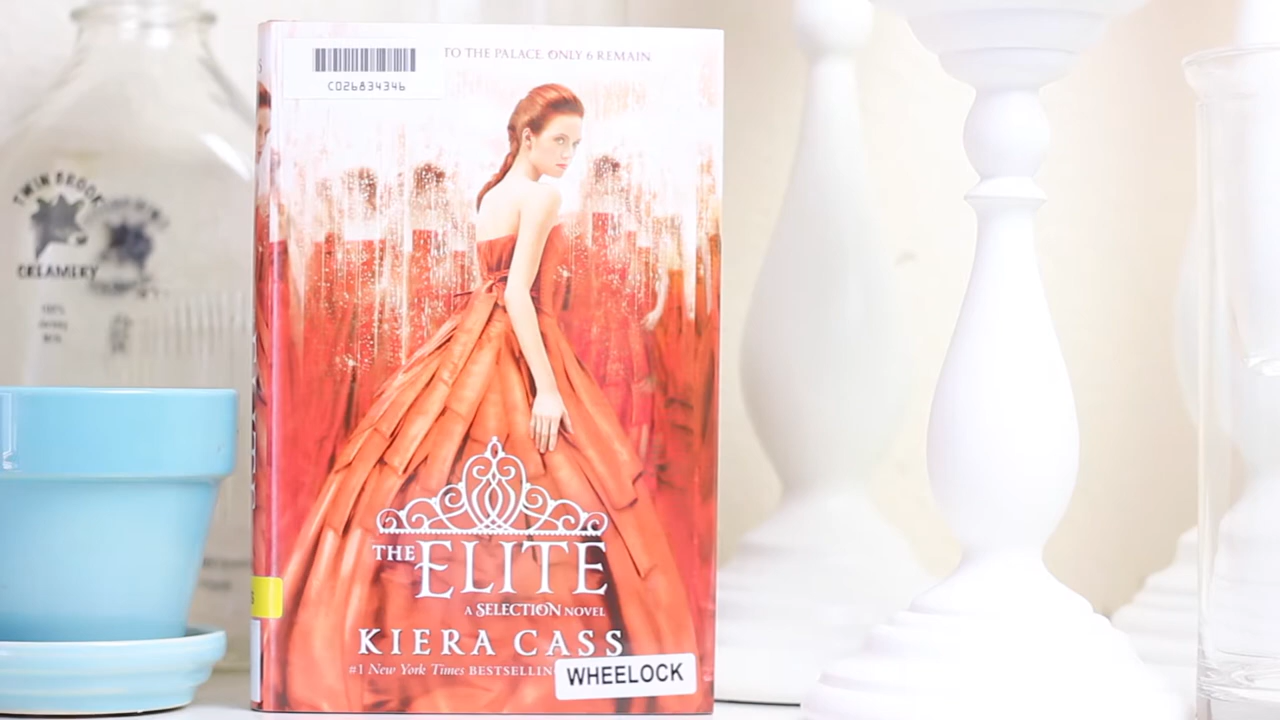 TWIN BROOK
CREAMERY
C026834346
TO THE PALACE. ONLY 6 REMAIN
THE ELITE
A SELECTION NOVEL
KIERA CASS
#1 New York Times BESTSELLIN
WHEELOCK